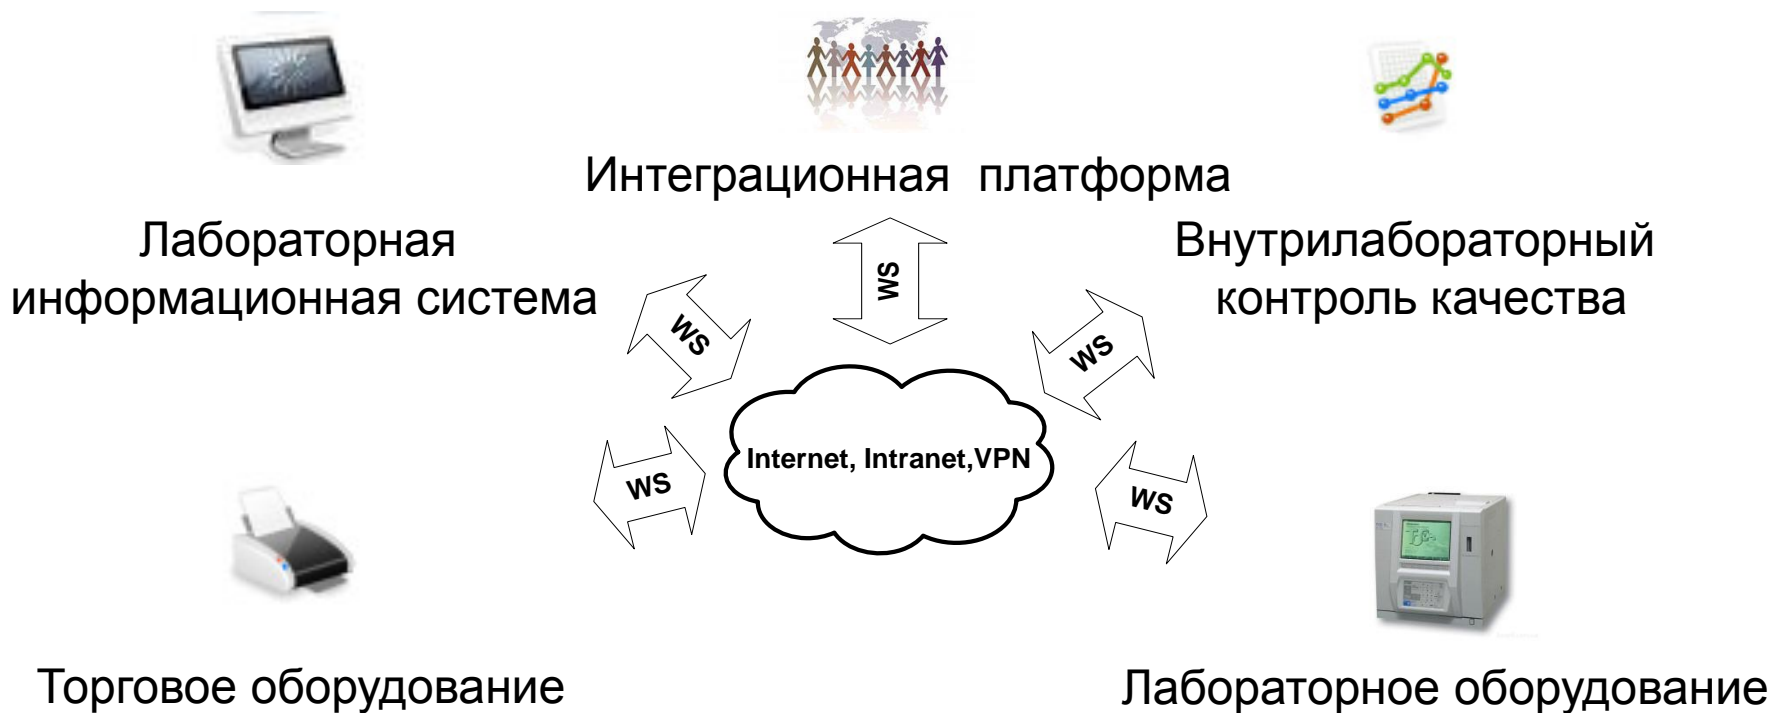 Интеграционная платформа
Лабораторная
информационная система
Внутрилабораторный
контроль качества
WS
WS
WS
Internet, Intranet,VPN
WS
WS
Торговое оборудование
Лабораторное оборудование